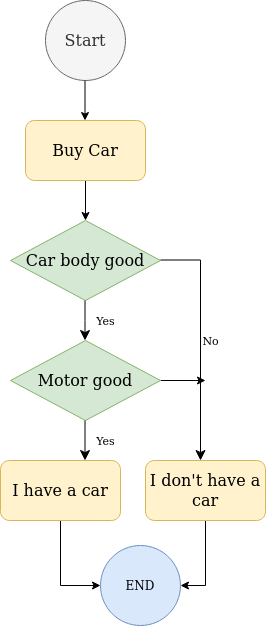 Start
Buy Car
Car body good
Yes
No
Motor good
Yes
I have a car
I don't have a
car
END